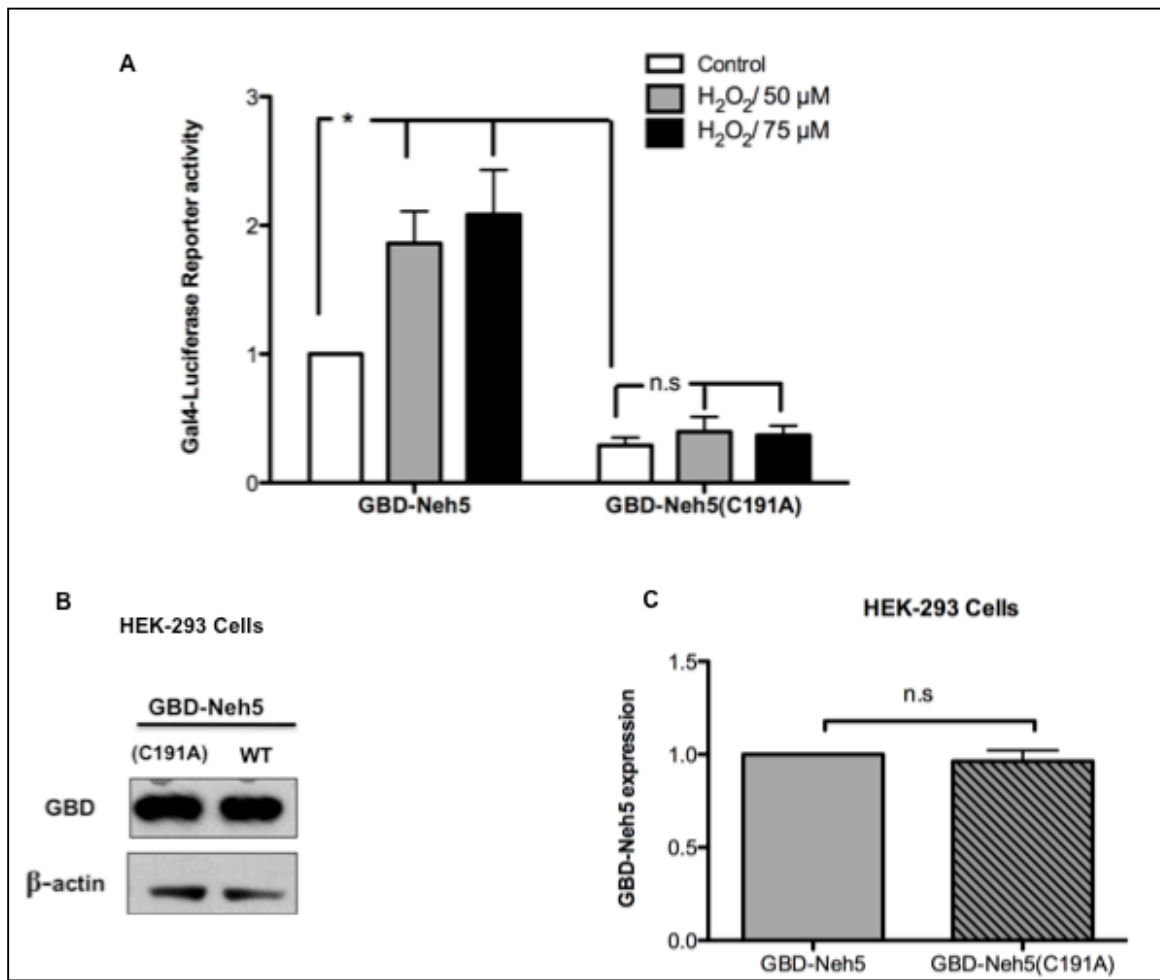 A
Control
H₂O₂/ 50 µM
H₂O₂/ 75 µM
Gal4-Luciferase Reporter activity
3
2
1
0
*
n.s
GBD-Neh5
GBD-Neh5(C191A)
B
HEK-293 Cells
GBD-Neh5
(C191A) WT
GBD
β-actin
C
HEK-293 Cells
GBD-Neh5 expression
1.5
1.0
0.5
0.0
n.s
GBD-Neh5
GBD-Neh5(C191A)